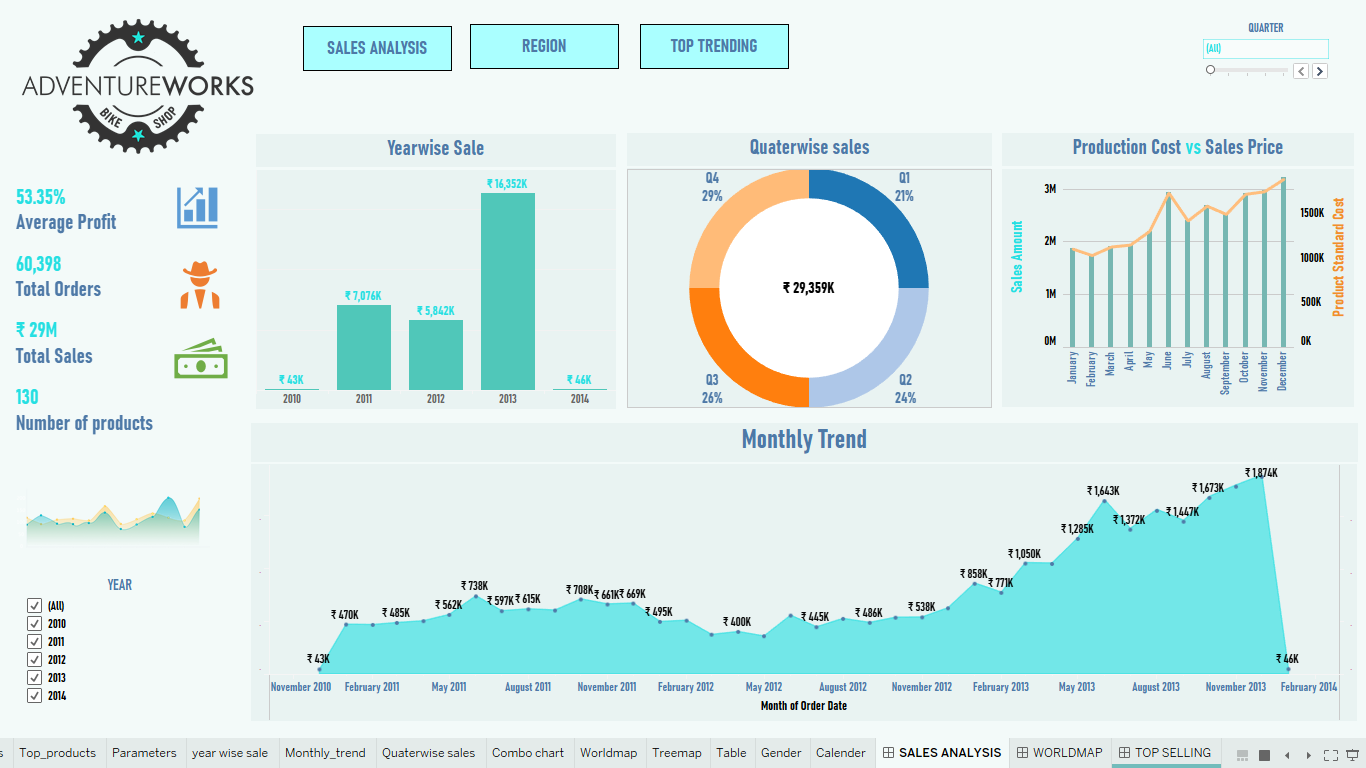 ADVENTUREWORKS
BIKE SHOP
SALES ANALYSIS
REGION
TOP TRENDING
QUARTER
(All)
53.35%
Average Profit
60,398
Total Orders
₹ 29M
Total Sales
130
Number of products
YEAR
(All)
2010
2011
2012
2013
2014
Yearwise Sale
₹ 43K
₹ 7,076K
₹ 5,842K
₹ 16,352K
₹ 46K
2010 2011 2012 2013 2014
Quaterwise sales
Q4
29%
Q1
21%
₹ 29,359K
Q3
26%
Q2
24%
Production Cost vs Sales Price
Sales Amount
3M
2M
1M
0M
1500K
1000K
500K
0K
Product Standard Cost
January
February
March
April
May
June
July
August
September
October
November
December
Monthly Trend
₹ 43K
₹ 470K
₹ 485K
₹ 562K
₹ 738K
₹ 597K
₹ 615K
₹ 708K
₹ 661K
₹ 669K
₹ 495K
₹ 400K
₹ 445K
₹ 486K
₹ 538K
₹ 858K
₹ 771K
₹ 1,050K
₹ 1,285K
₹ 1,643K
₹ 1,372K
₹ 1,447K
₹ 1,673K
₹ 1,874K
₹ 46K
November 2010 February 2011 May 2011 August 2011 November 2011 February 2012 May 2012 August 2012 November 2012 February 2013 May 2013 August 2013 November 2013 February 2014
Month of Order Date
s Top_products Parameters year wise sale Monthly_trend Quaterwise sales Combo chart Worldmap Treemap Table Gender Calender SALES ANALYSIS WORLDMAP TOP SELLING